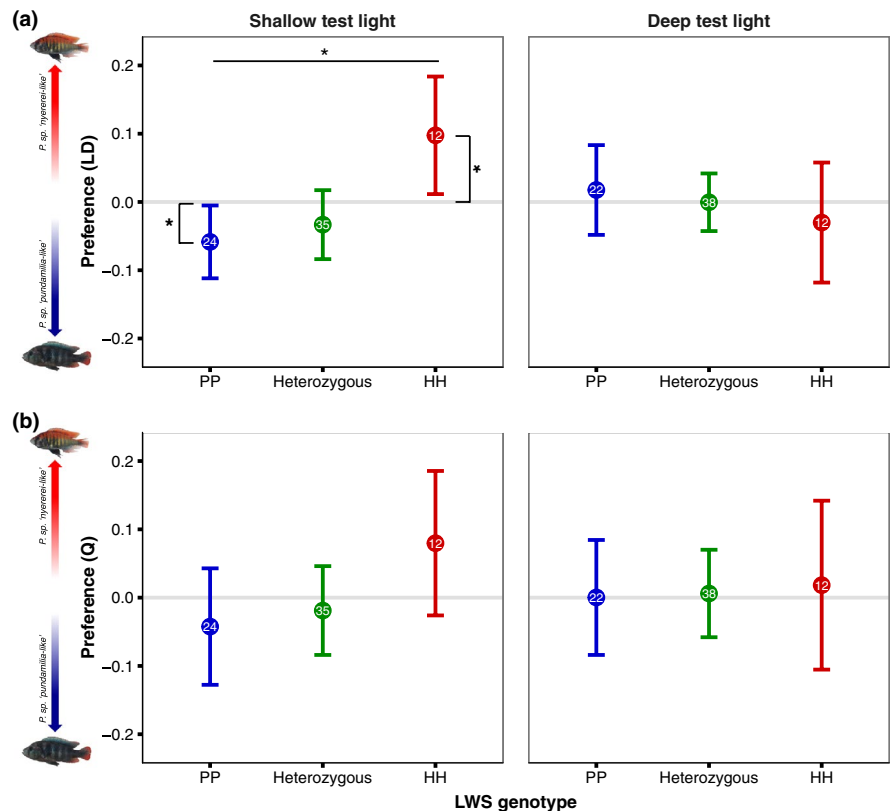 (a)
Shallow test light
Deep test light
P. sp. 'nyererei-like'
P. sp. 'pundamilia-like'
Preference (LD)
0.2
0.1
0.0
−0.1
−0.2
*
*
*
24
35
12
22
38
12
PP
Heterozygous
HH
PP
Heterozygous
HH
(b)
P. sp. 'nyererei-like'
P. sp. 'pundamilia-like'
Preference (Q)
0.2
0.1
0.0
−0.1
−0.2
24
35
12
22
38
12
PP
Heterozygous
HH
PP
Heterozygous
HH
LWS genotype